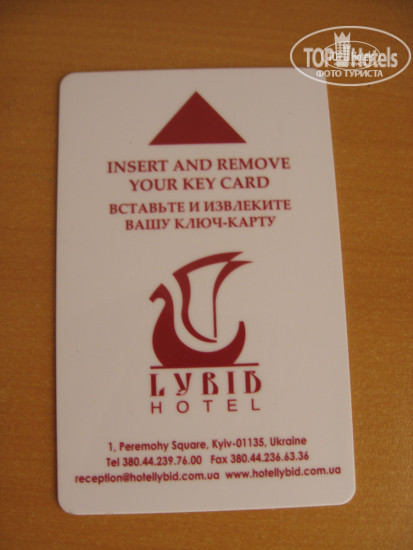 TOP Hotels
ФОТО ТУРИСТА
INSERT AND REMOVE
YOUR KEY CARD
ВСТАВЬТЕ И ИЗВЛЕКИТЕ
ВАШУ КЛЮЧ-КАРТУ
LYBID
HOTEL
1, Peremohy Square, Kyiv-01135, Ukraine
Tel 380.44.239.76.00 Fax 380.44.236.63.36
reception@hotellybid.com.ua www.hotellybid.com.ua